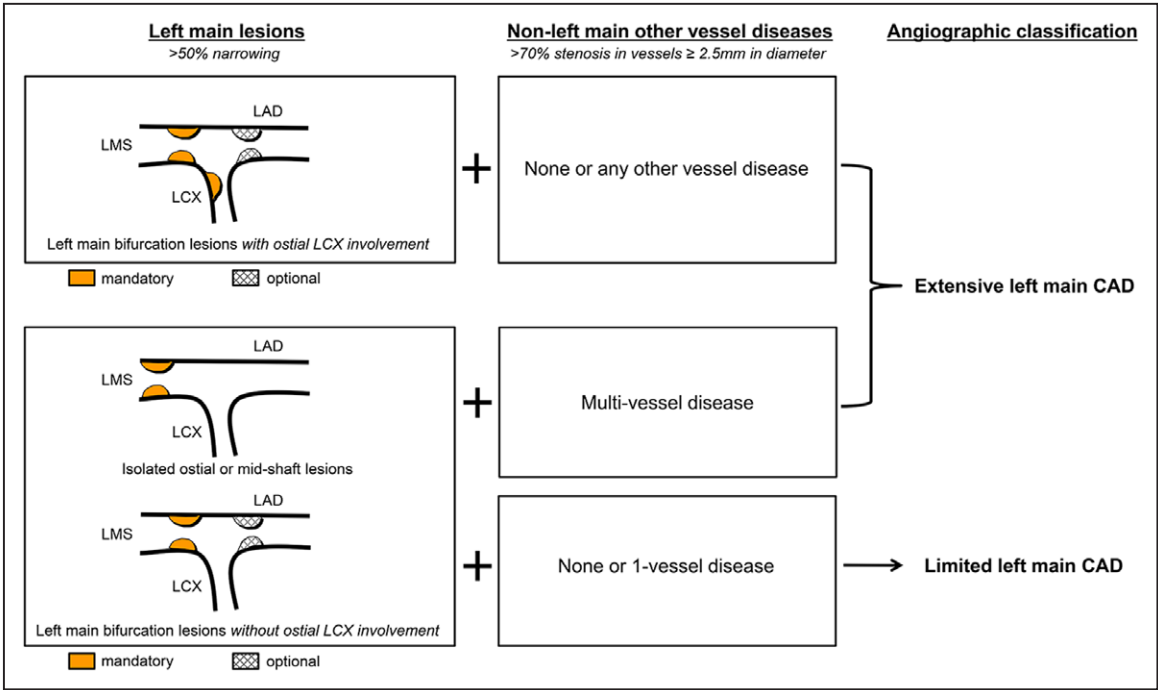 Left main lesions
>50% narrowing
Non-left main other vessel diseases
>70% stenosis in vessels ≥ 2.5mm in diameter
Angiographic classification
LAD
LMS
LCX
Left main bifurcation lesions with ostial LCX involvement
mandatory
optional
+
None or any other vessel disease
Extensive left main CAD
LAD
LMS
LCX
Isolated ostial or mid-shaft lesions
+
Multi-vessel disease
LAD
LMS
LCX
Left main bifurcation lesions without ostial LCX involvement
mandatory
optional
+
None or 1-vessel disease
Limited left main CAD